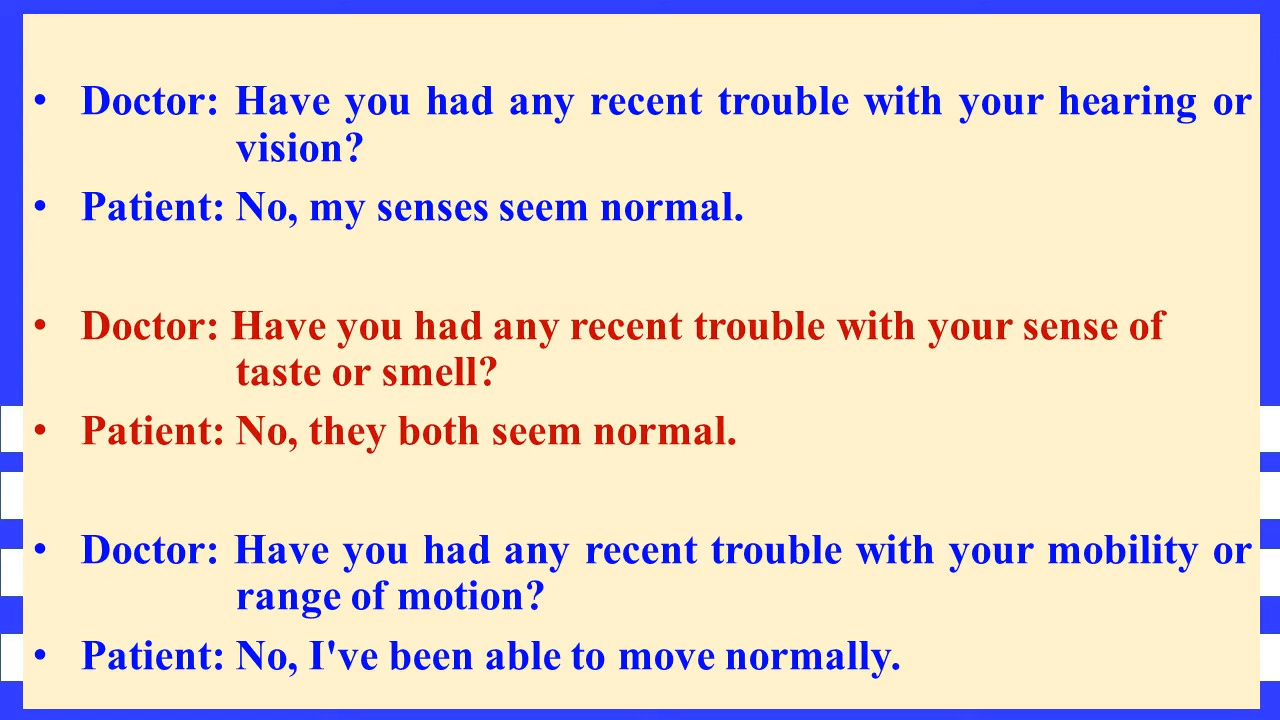 • Doctor: Have you had any recent trouble with your hearing or
vision?
• Patient: No, my senses seem normal.
• Doctor: Have you had any recent trouble with your sense of
taste or smell?
• Patient: No, they both seem normal.
• Doctor: Have you had any recent trouble with your mobility or
range of motion?
• Patient: No, I've been able to move normally.